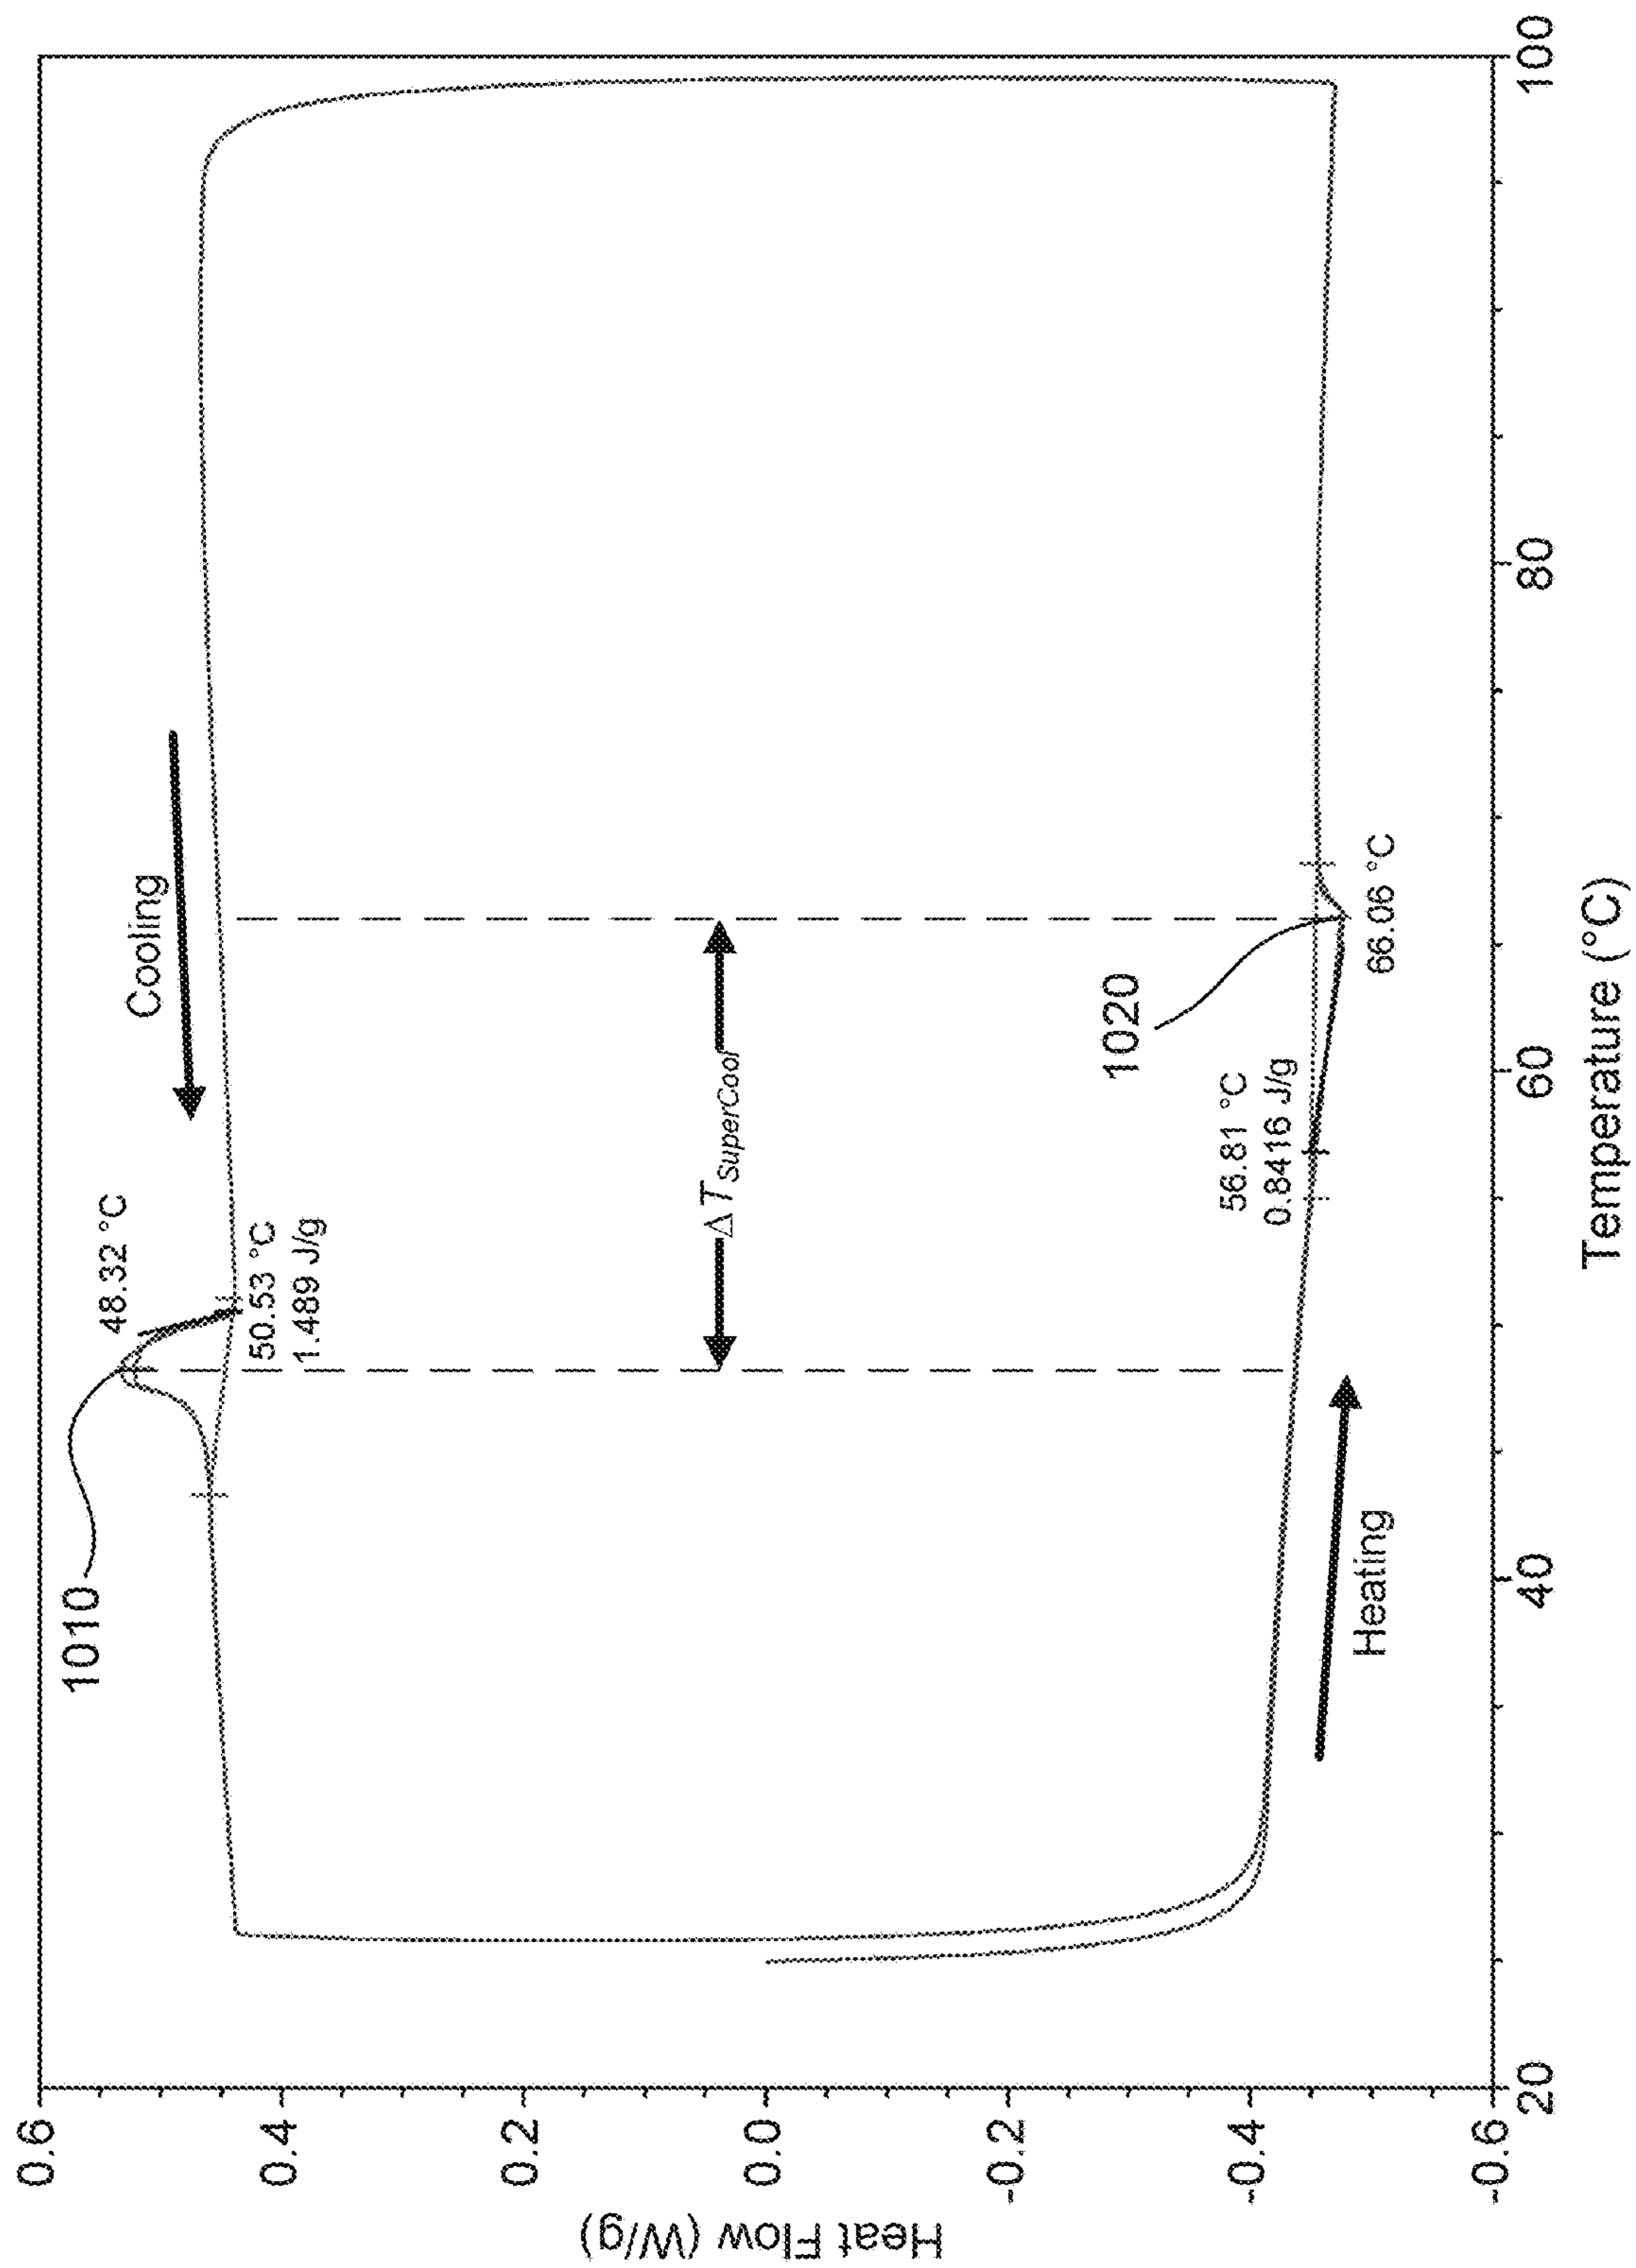 0.6
0.4
0.2
0.0
-0.2
-0.4
-0.6
Heat Flow (W/g)
20
40
60
80
100
Temperature (°C)
1010
48.32 °C
50.53 °C
1.489 J/g
Cooling
ΔTSuperCool
1020
56.81 °C
0.8416 J/g
66.06 °C
Heating